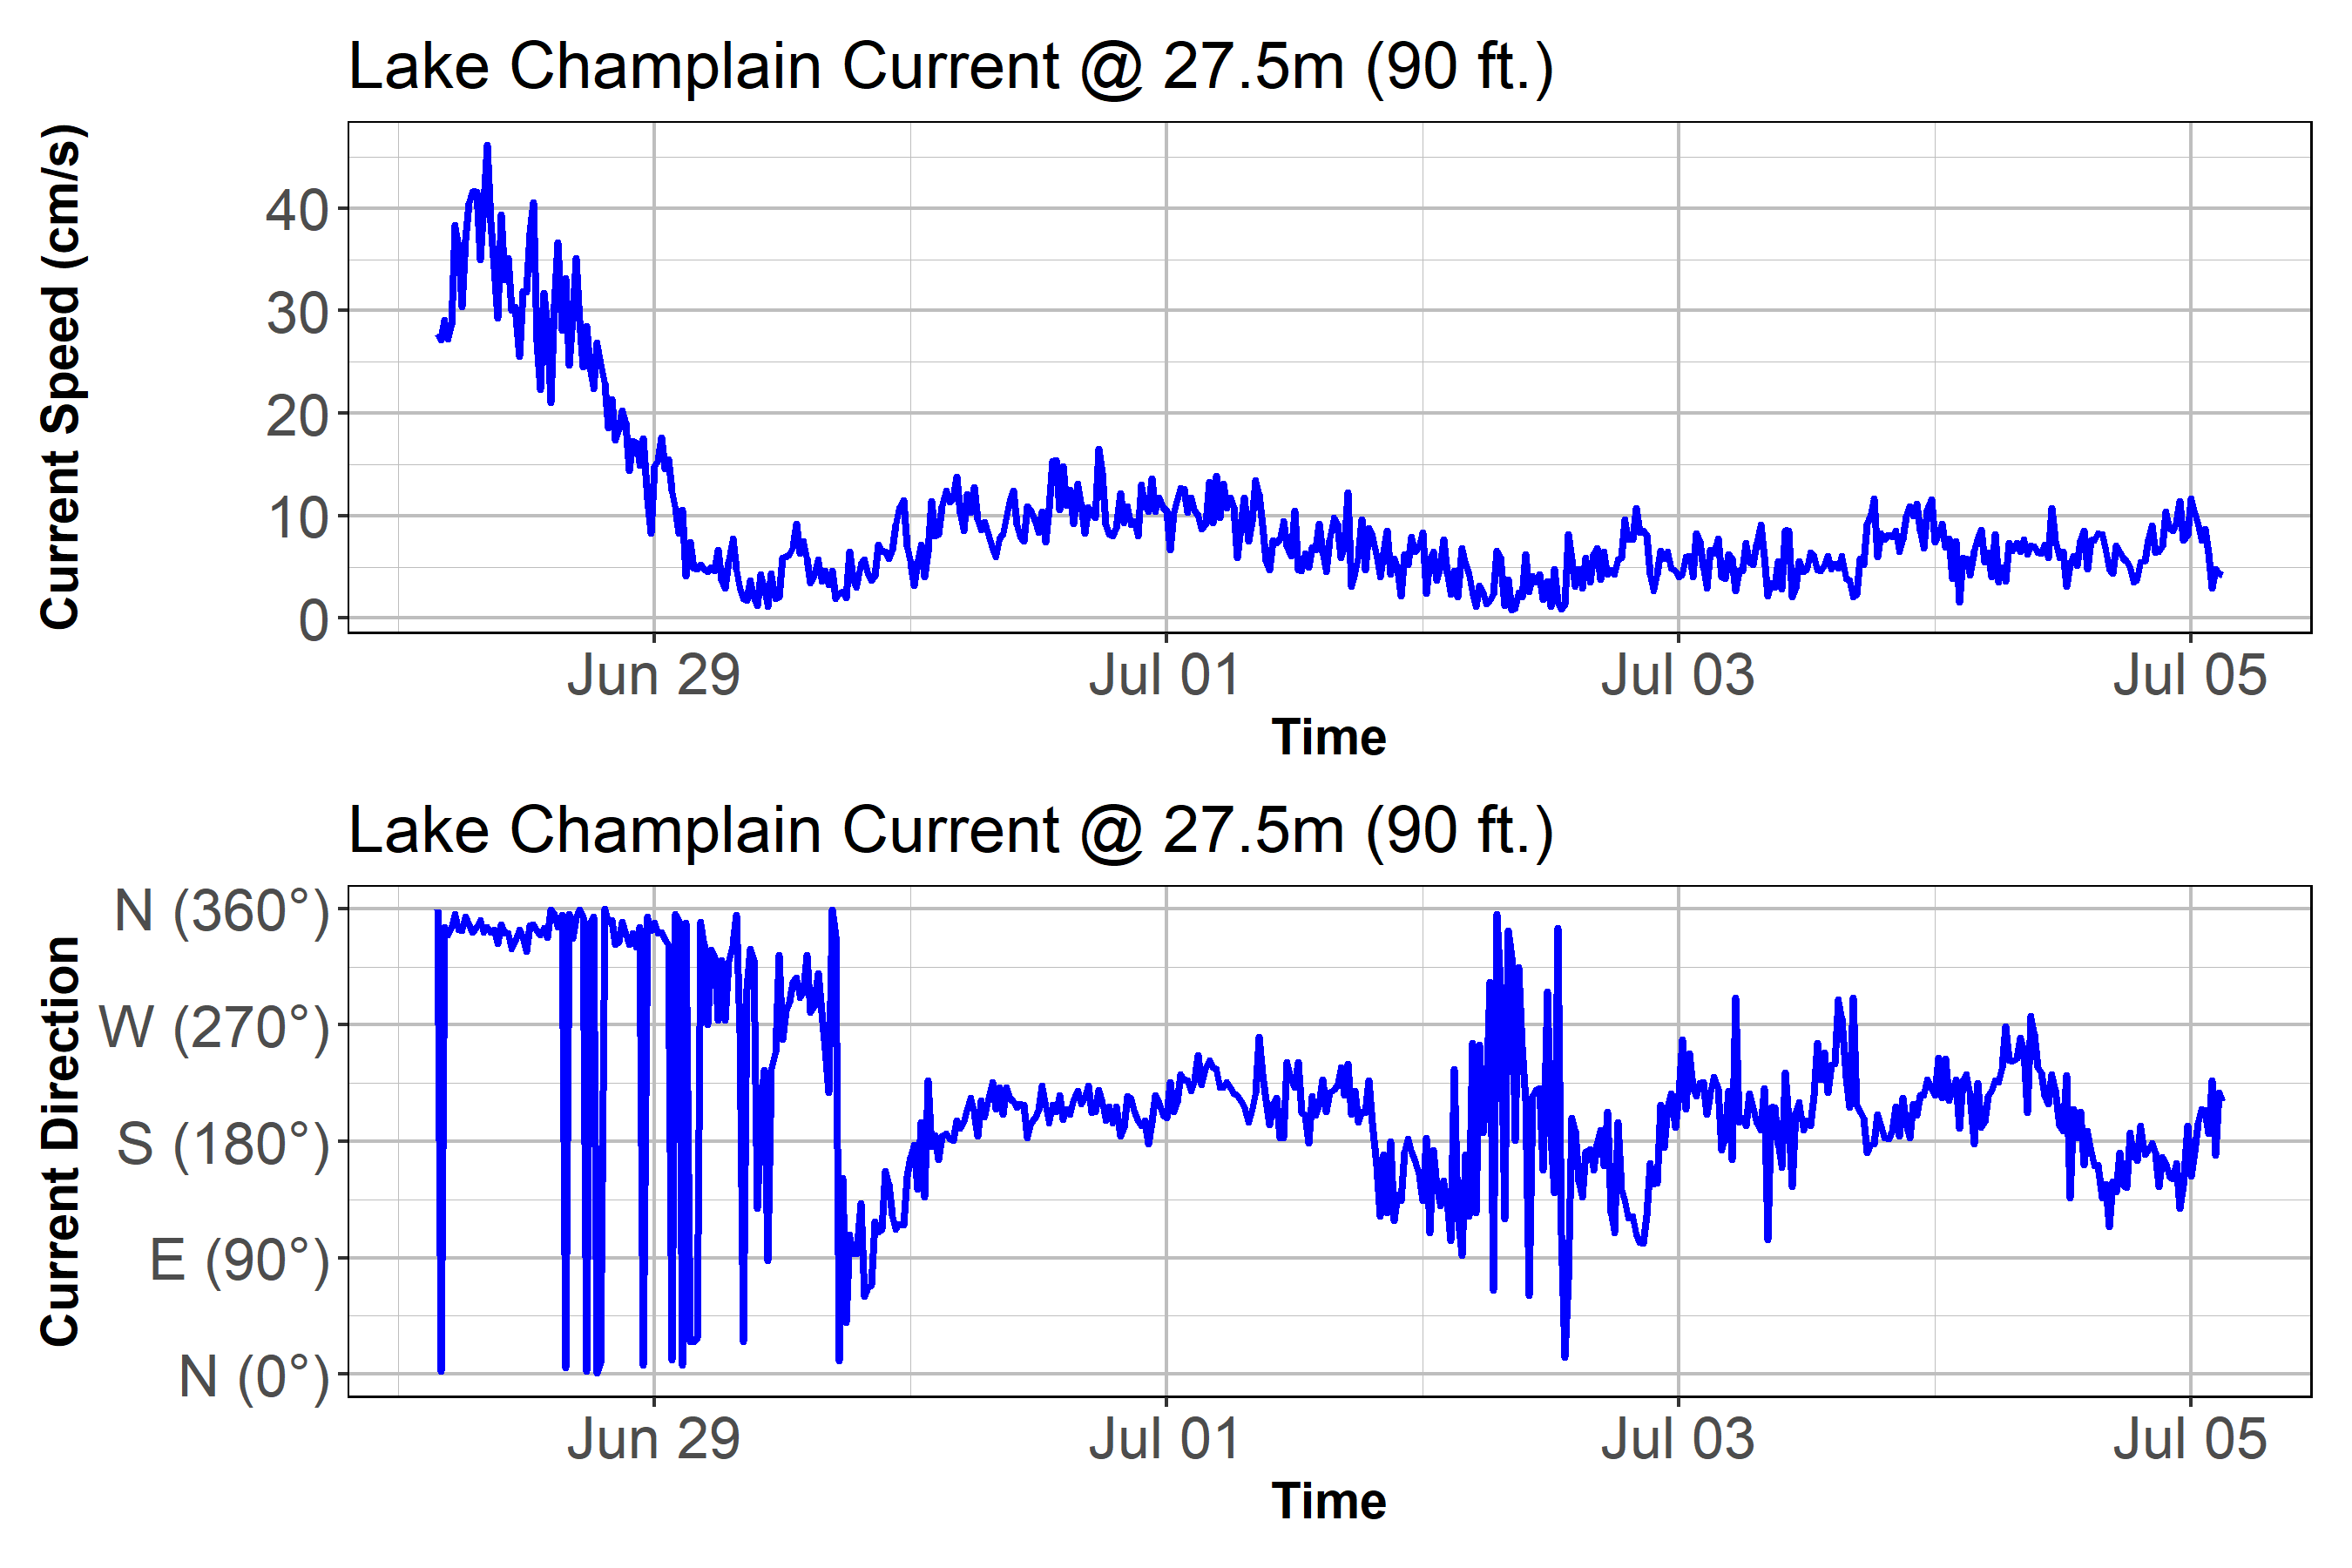 Lake Champlain Current @ 27.5m (90 ft.)
Current Speed (cm/s)
40
30
20
10
0
Jun 29 Jul 01 Jul 03 Jul 05
Time
Lake Champlain Current @ 27.5m (90 ft.)
Current Direction
N (360°)
W (270°)
S (180°)
E (90°)
N (0°)
Jun 29 Jul 01 Jul 03 Jul 05
Time